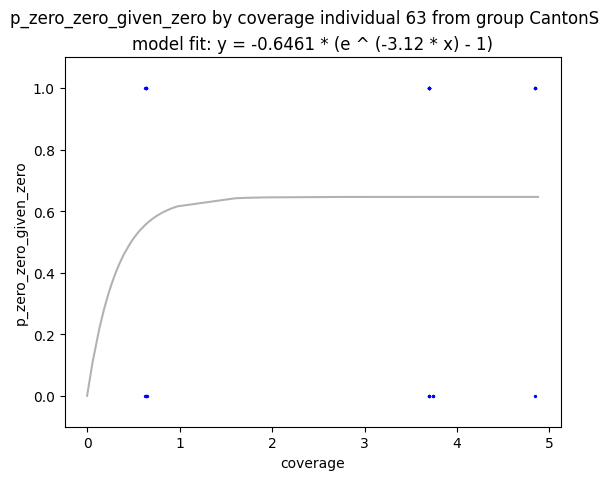 p_zero_zero_given_zero by coverage individual 63 from group CantonS
model fit: y = -0.6461 * (e ^ (-3.12 * x) - 1)
1.0
0.8
0.6
0.4
0.2
0.0
p_zero_zero_given_zero
0 1 2 3 4 5
coverage